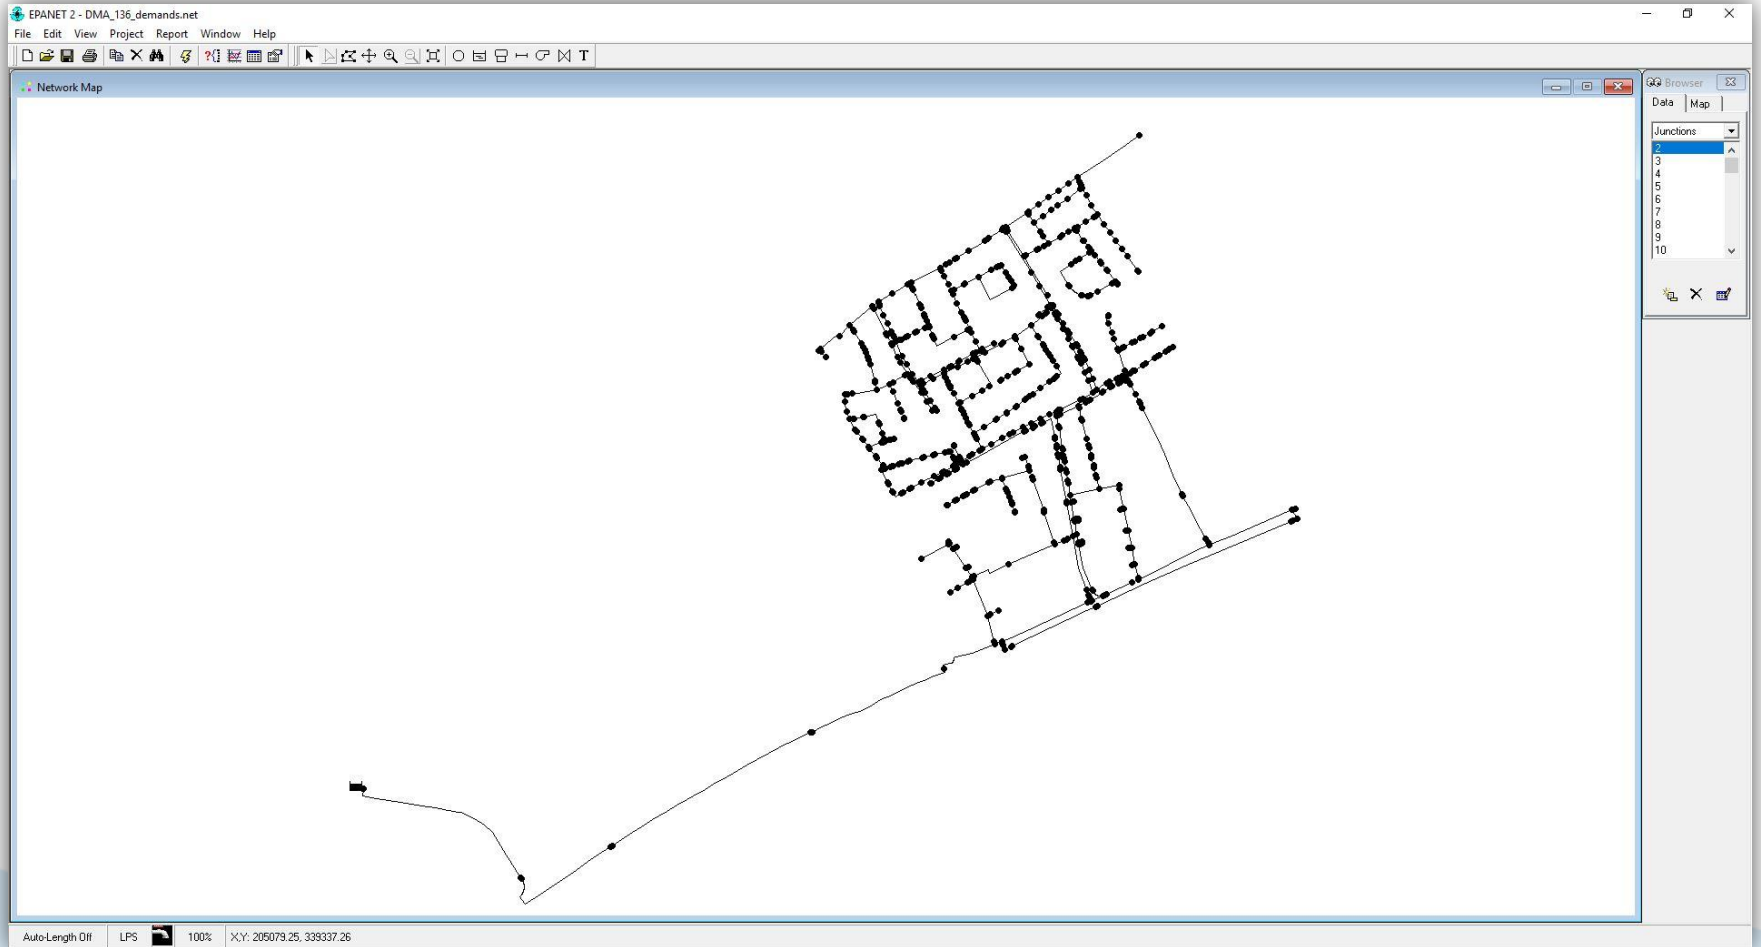 EPANET 2 - DMA_136_demands.net
File Edit View Project Report Window Help
T
Network Map
Browser
Data Map
Junctions
2
3
4
5
6
7
8
9
10
Auto-Length Off LPS 100% X,Y: 205079.25, 339337.26